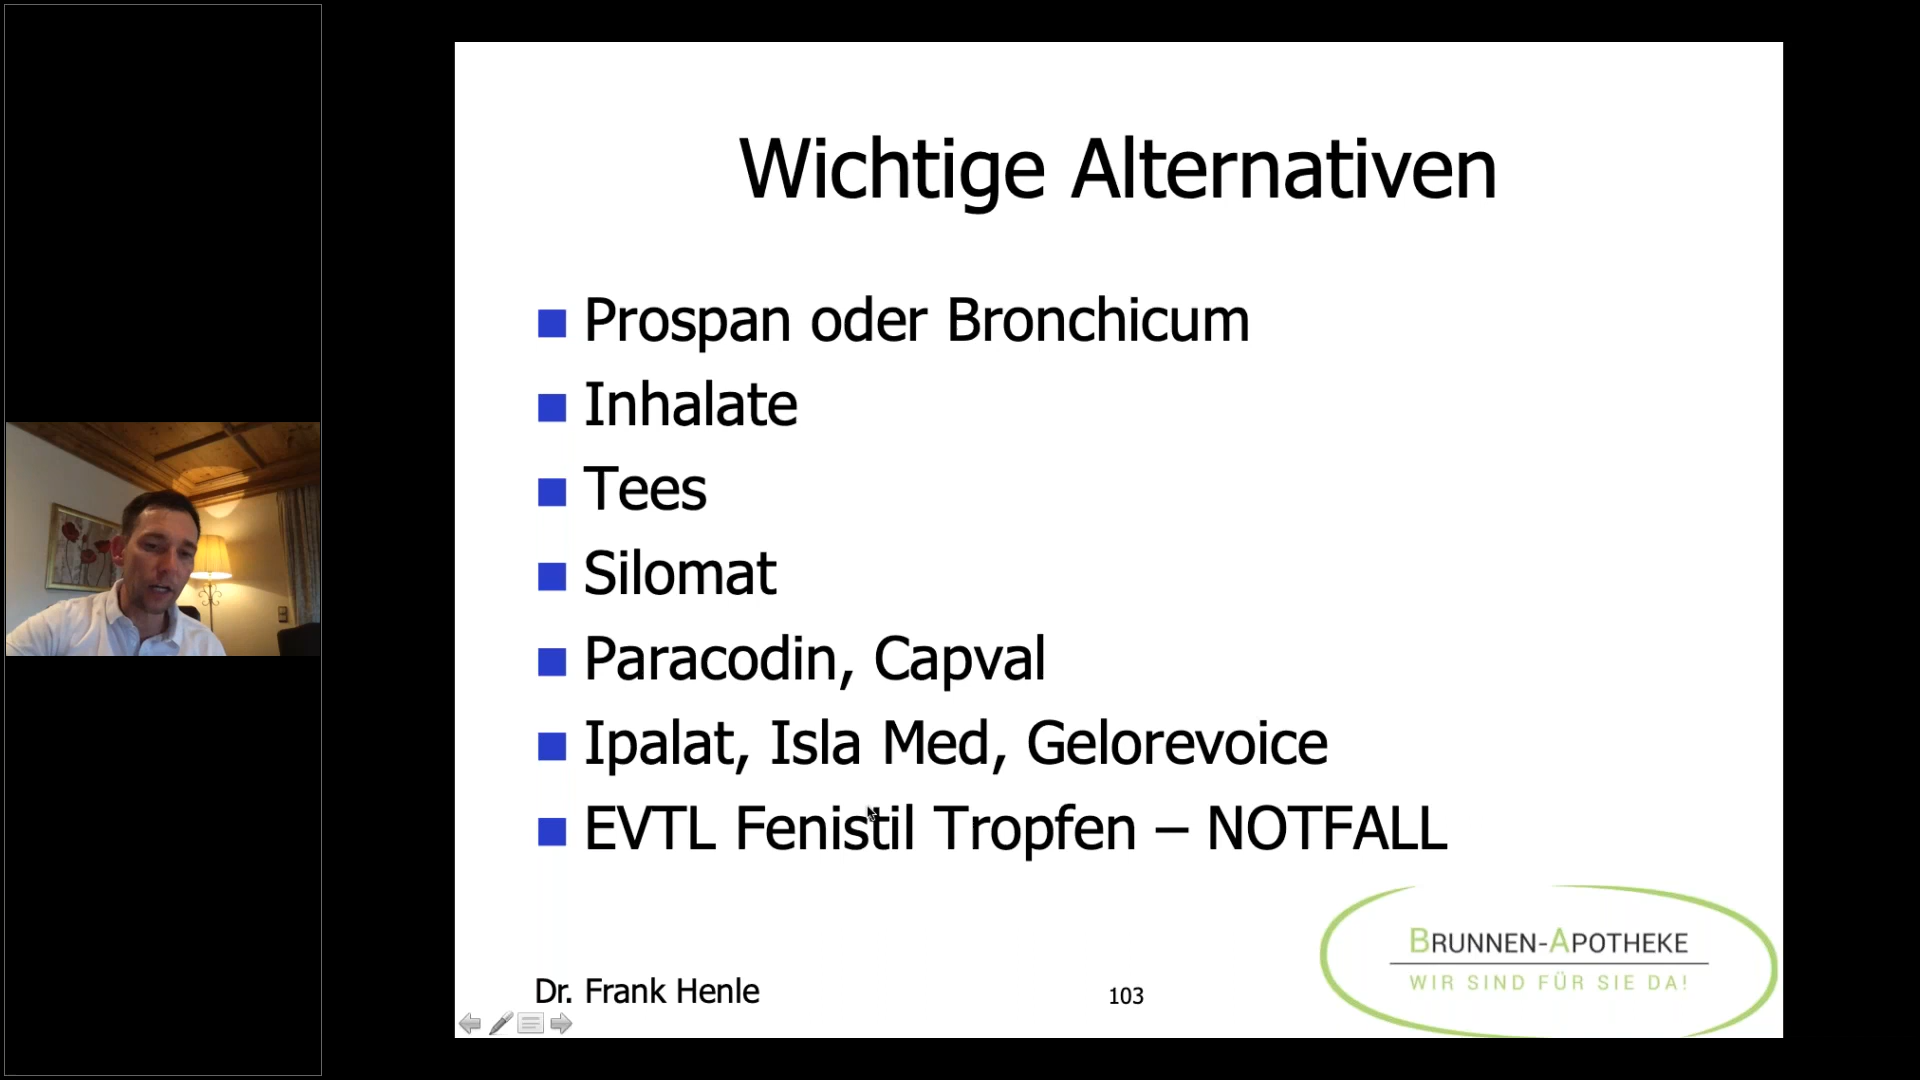 Wichtige Alternativen
Prospan oder Bronchicum
Inhalate
Tees
Silomat
Paracodin, Capval
Ipalat, Isla Med, Gelorevoice
EVTL Fenistil Tropfen – NOTFALL
BRUNNEN-APOTHEKE
WIR SIND FÜR SIE DA!
Dr. Frank Henle
103